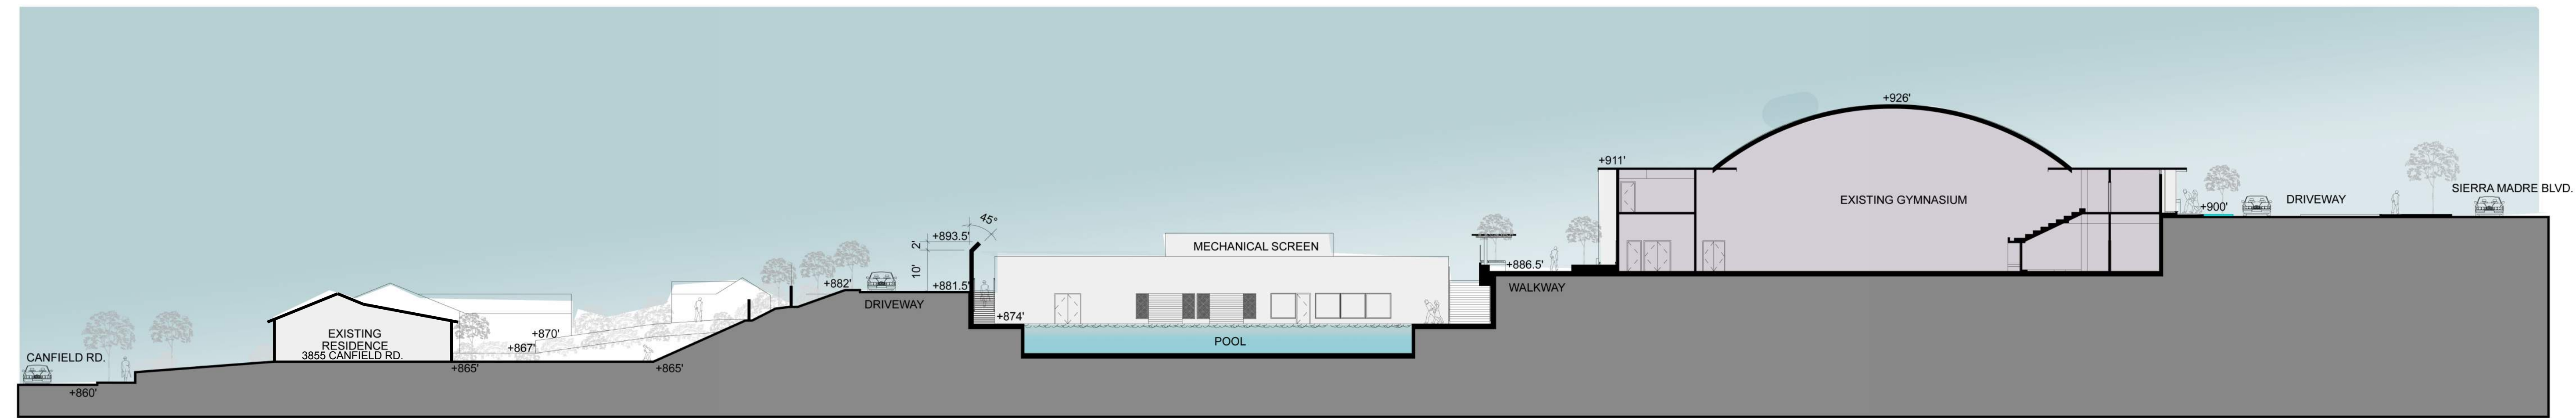 CANFIELD RD.
+860'
EXISTING
RESIDENCE
3855 CANFIELD RD.
+865'
+867'
+870'
+865'
+882'
DRIVEWAY
+881.5'
10'
2'
+893.5'
45°
+874'
MECHANICAL SCREEN
POOL
+886.5'
WALKWAY
+911'
+926'
EXISTING GYMNASIUM
+900'
DRIVEWAY
SIERRA MADRE BLVD.